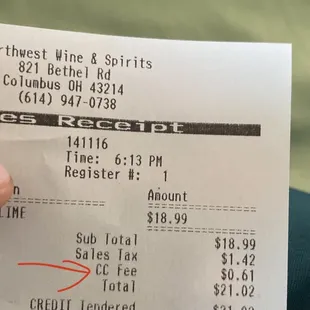 rthwest Wine & Spirits
821 Bethel Rd
Columbus OH 43214
(614) 947-0738
es Receipt
141116
Time: 6:13 PM
Register #: 1
n Amount
LIME $18.99
Sub Total $18.99
Sales Tax $1.42
CC Fee $0.61
Total $21.02
CREDIT Tendered